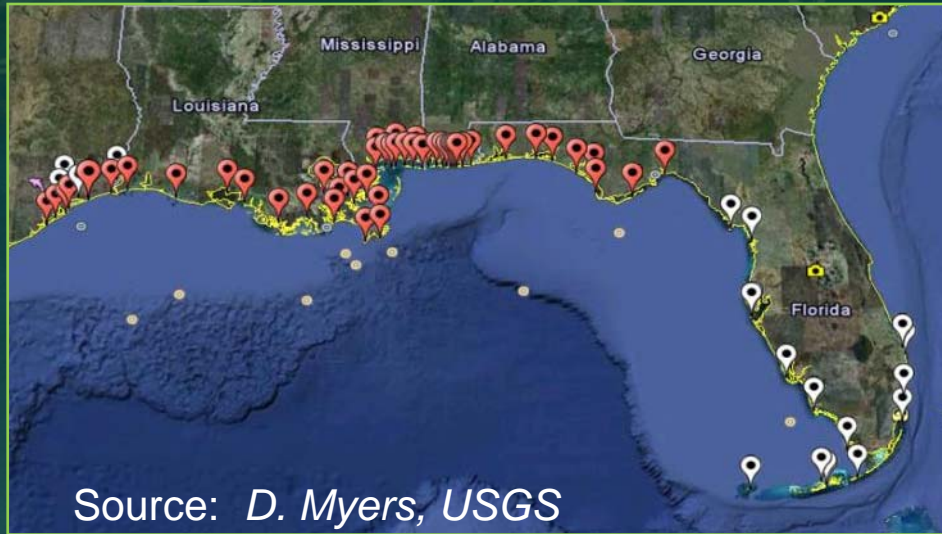 Mississippi
Alabama
Georgia
Louisiana
Florida
Source: D. Myers, USGS